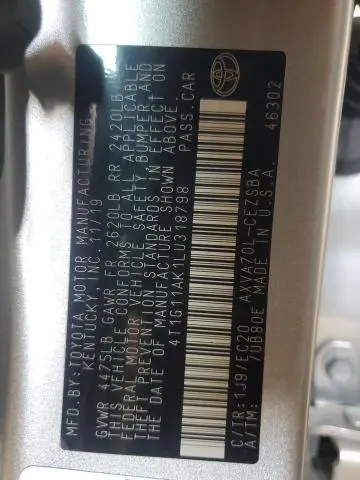 MFD.BY:TOYOTA MOTOR MANUFACTURING,
KENTUCKY, INC. 11/19
GVWR 4475LB GAWR FR 2620LB RR 2420LB
THIS VEHICLE CONFORMS TO ALL APPLICABLE
FEDERAL MOTOR VEHICLE SAFETY, BUMPER AND
THEFT PREVENTION STANDARDS IN EFFECT ON
THE DATE OF MANUFACTURE SHOWN ABOVE.
4T1G11AK1LU318798 PASS.CAR
C/TR:1J9/EC20 AXVA70L-CEZSBA
A/TM: 70B80E MADE IN U.S.A. 46302